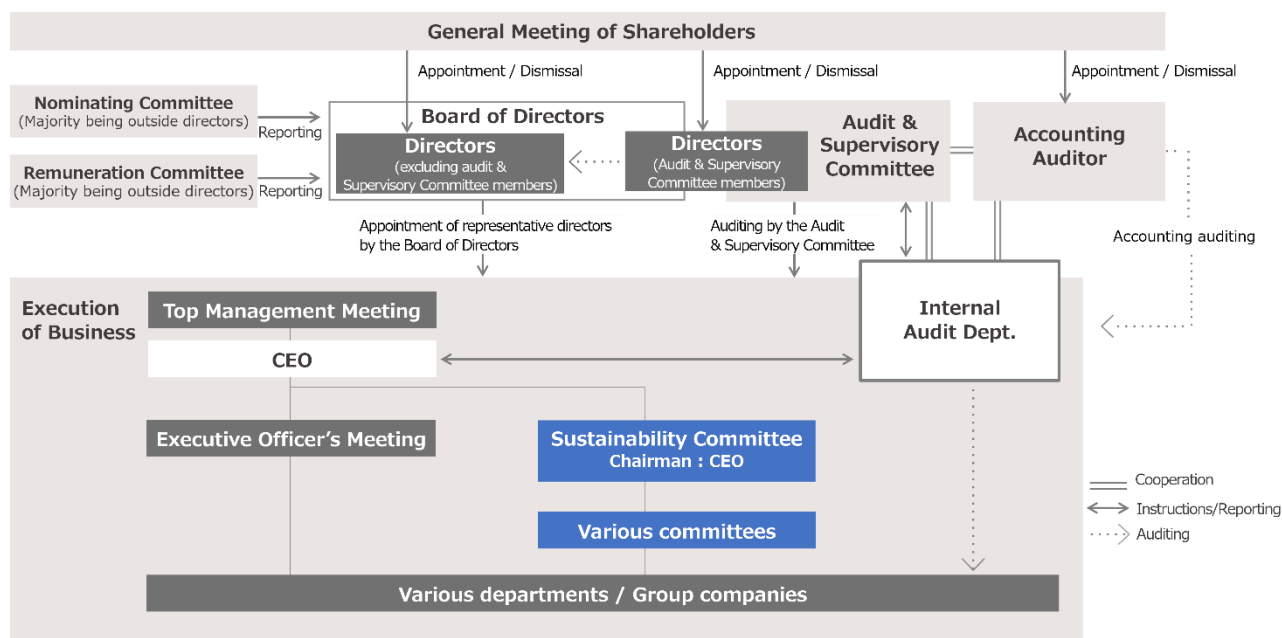 General Meeting of Shareholders
Appointment / Dismissal
Appointment / Dismissal
Appointment / Dismissal
Nominating Committee
(Majority being outside directors)
Reporting
Remuneration Committee
(Majority being outside directors)
Reporting
Board of Directors
Directors
(excluding audit &
Supervisory Committee members)
Directors
(Audit & Supervisory
Committee members)
Audit &
Supervisory
Committee
Accounting
Auditor
Appointment of representative directors
by the Board of Directors
Auditing by the Audit
& Supervisory Committee
Accounting auditing
Execution
of Business
Top Management Meeting
CEO
Internal
Audit Dept.
Executive Officer’s Meeting
Sustainability Committee
Chairman : CEO
Various committees
Various departments / Group companies
Cooperation
Instructions/Reporting
Auditing